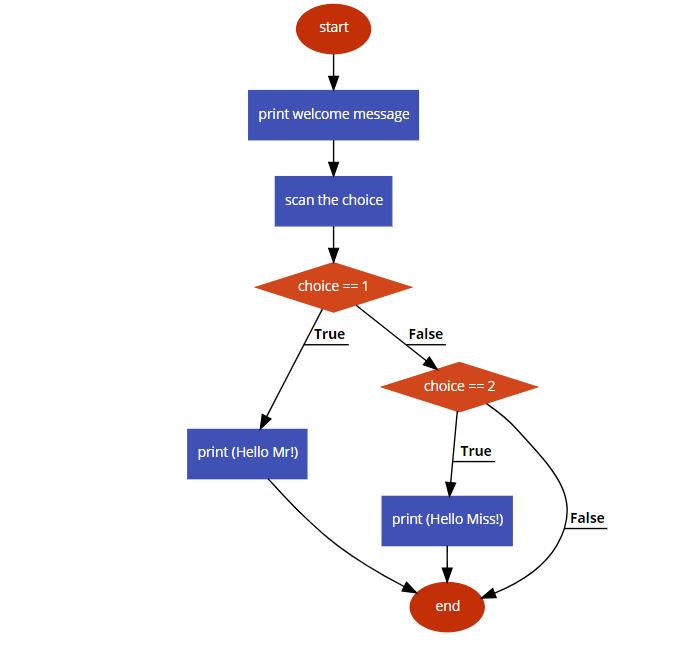 start
print welcome message
scan the choice
choice == 1
True
False
choice == 2
print (Hello Mr!)
True
print (Hello Miss!)
False
end